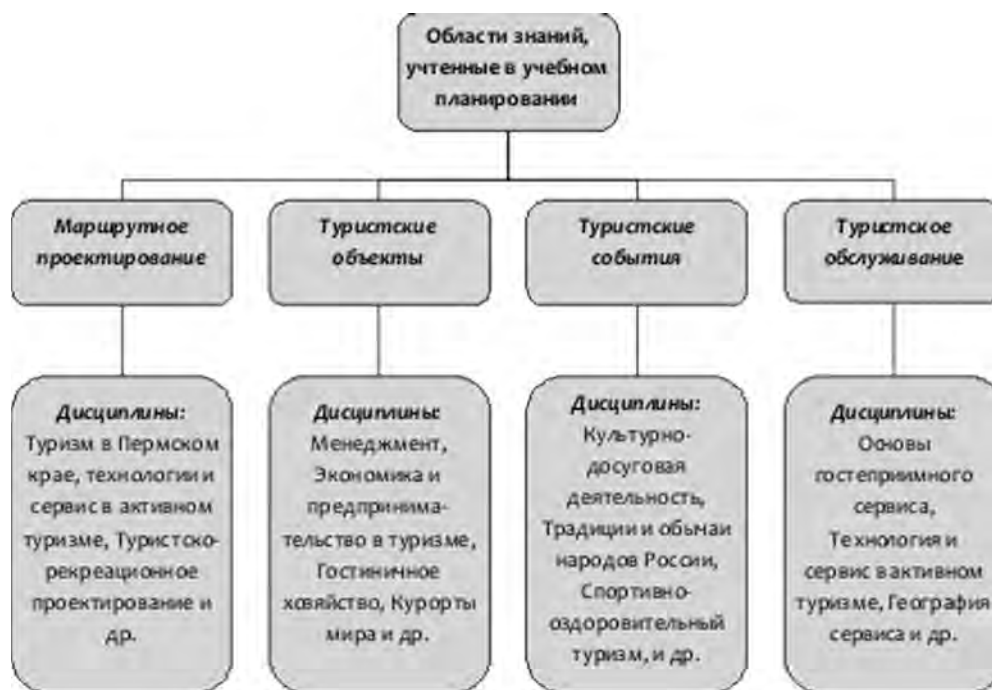 Области знаний,
учтенные в учебном
планировании
Маршрутное
проектирование
Туристские
объекты
Туристские
события
Туристское
обслуживание
Дисциплины:
Туризм в Пермском
крае, технологии и
сервис в активном
туризме, Туристско-
рекреационное
проектирование и
др.
Дисциплины:
Менеджмент,
Экономика и
предпринима-
тельство в туризме,
Гостиничное
хозяйство, Курорты
мира и др.
Дисциплины:
Культурно-
досуговая
деятельность,
Традиции и обычаи
народов России,
Спортивно-
оздоровительный
туризм, и др.
Дисциплины:
Основы
гостеприимного
сервиса,
Технология и
сервис в активном
туризме, География
сервиса и др.